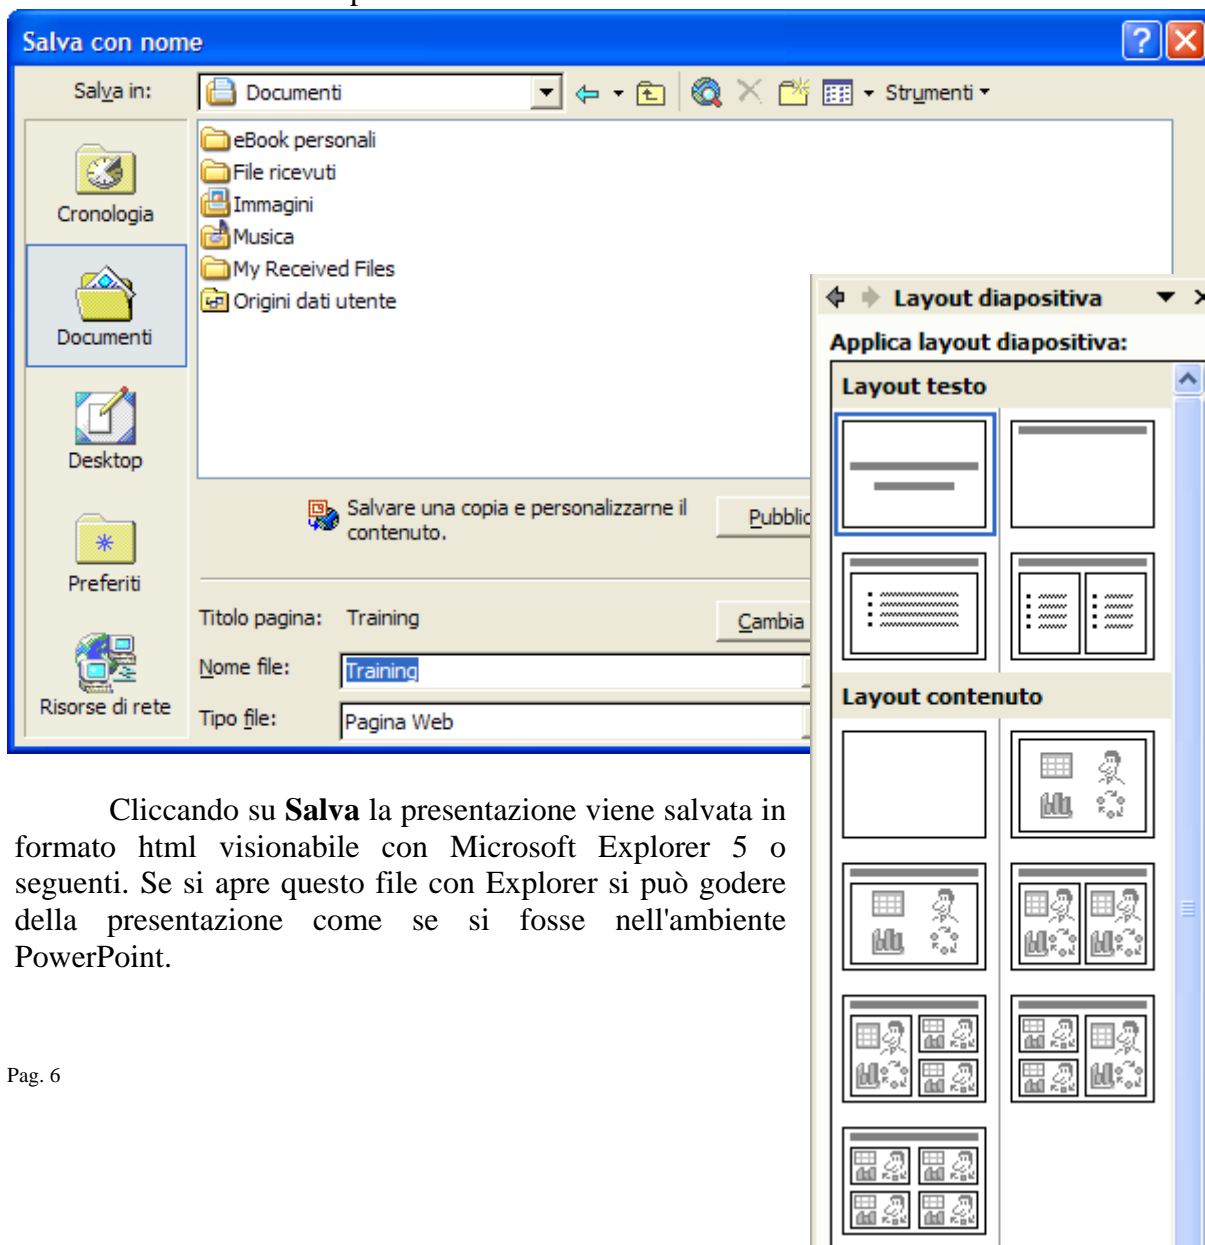 Salva con nome
Salva in:
Documenti
Strumenti
Cronologia
Documenti
Desktop
Preferiti
Risorse di rete
eBook personali
File ricevuti
Immagini
Musica
My Received Files
Origini dati utente
Salvare una copia e personalizzarne il
contenuto.
Pubblic
Titolo pagina: Training
Cambia
Nome file: Training
Tipo file: Pagina Web
Layout diapositiva
Applica layout diapositiva:
Layout testo
Layout contenuto
Cliccando su Salva la presentazione viene salvata in
formato html visionabile con Microsoft Explorer 5 o
seguenti. Se si apre questo file con Explorer si può godere
della presentazione come se si fosse nell'ambiente
PowerPoint.
Pag. 6